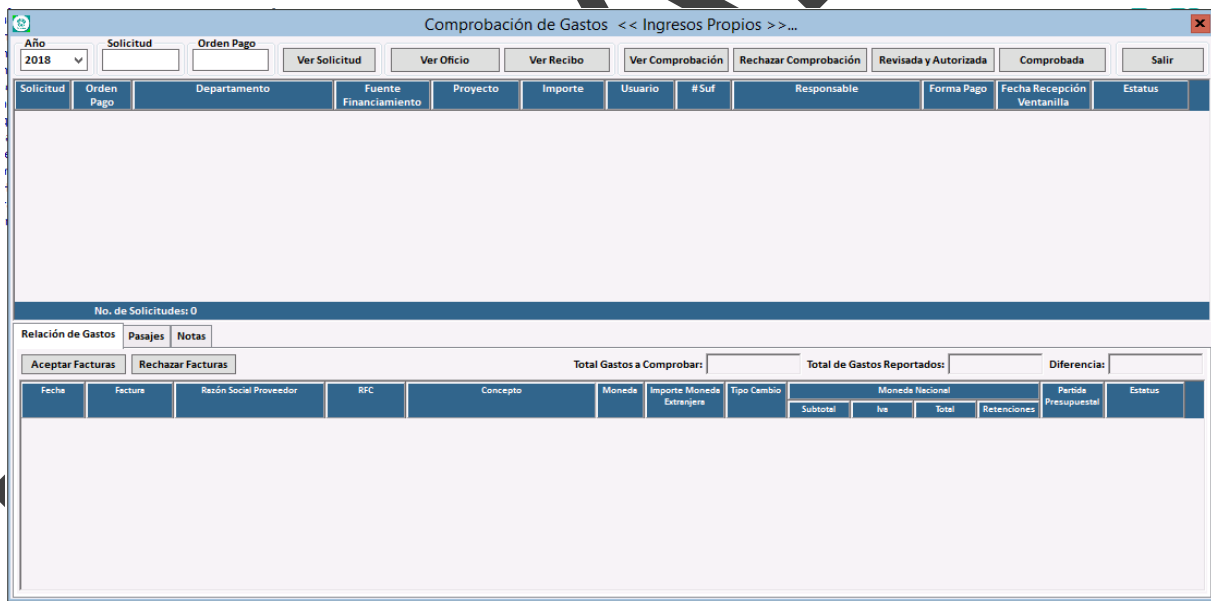 Comprobación de Gastos << Ingresos Propios >>...
Año
Solicitud
Orden Pago
2018
Ver Solicitud
Ver Oficio
Ver Recibo
Ver Comprobación
Rechazar Comprobación
Revisada y Autorizada
Comprobada
Salir
Solicitud
Orden
Pago
Departamento
Fuente
Financiamiento
Proyecto
Importe
Usuario
# Suf
Responsable
Forma Pago
Fecha Recepción
Ventanilla
Estatus
No. de Solicitudes: 0
Relación de Gastos
Pasajes
Notas
Aceptar Facturas
Rechazar Facturas
Total Gastos a Comprobar:
Total de Gastos Reportados:
Diferencia:
Fecha
Factura
Razón Social Proveedor
RFC
Concepto
Moneda
Importe Moneda
Extranjera
Tipo Cambio
Moneda Nacional
Subtotal
Iva
Total
Retenciones
Partida
Presupuestal
Estatus